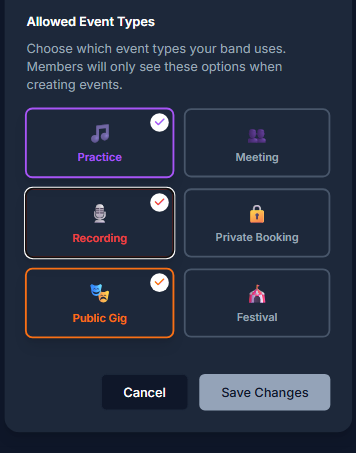 Allowed Event Types
Choose which event types your band uses.
Members will only see these options when
creating events.
Practice
Meeting
Recording
Private Booking
Public Gig
Festival
Cancel
Save Changes